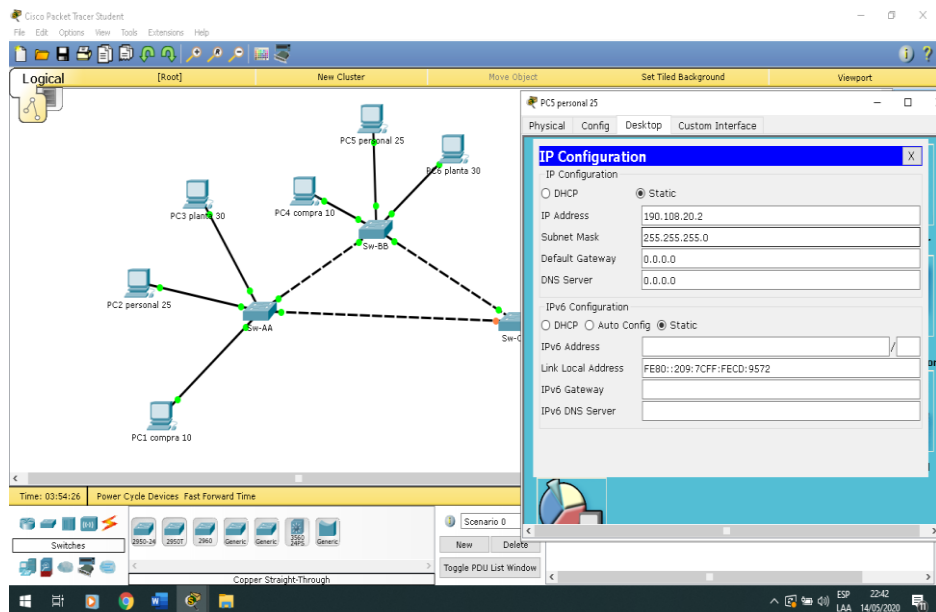 Cisco Packet Tracer Student
File Edit Options View Tools Extensions Help
Logical [Root] New Cluster Move Object Set Tiled Background Viewport
PC5 personal 25
Physical Config Desktop Custom Interface
IP Configuration X
IP Configuration
DHCP Static
IP Address 190.108.20.2
Subnet Mask 255.255.255.0
Default Gateway 0.0.0.0
DNS Server 0.0.0.0
IPv6 Configuration
DHCP Auto Config Static
IPv6 Address /
Link Local Address FE80::209:7CFF:FECD:9572
IPv6 Gateway
IPv6 DNS Server
PC5 personal 25
PC6 planta 30
PC3 planta 30
PC4 compra 10
Sw-BB
PC2 personal 25
Sw-AA
PC1 compra 10
Time: 03:54:26 Power Cycle Devices Fast Forward Time
Switches
2950-24 2950T 2960 Generic Generic 3560 24PS Generic
Copper Straight-Through
Scenario 0
New Delete
Toggle PDU List Window
ESP 22:42
LAA 14/05/2020